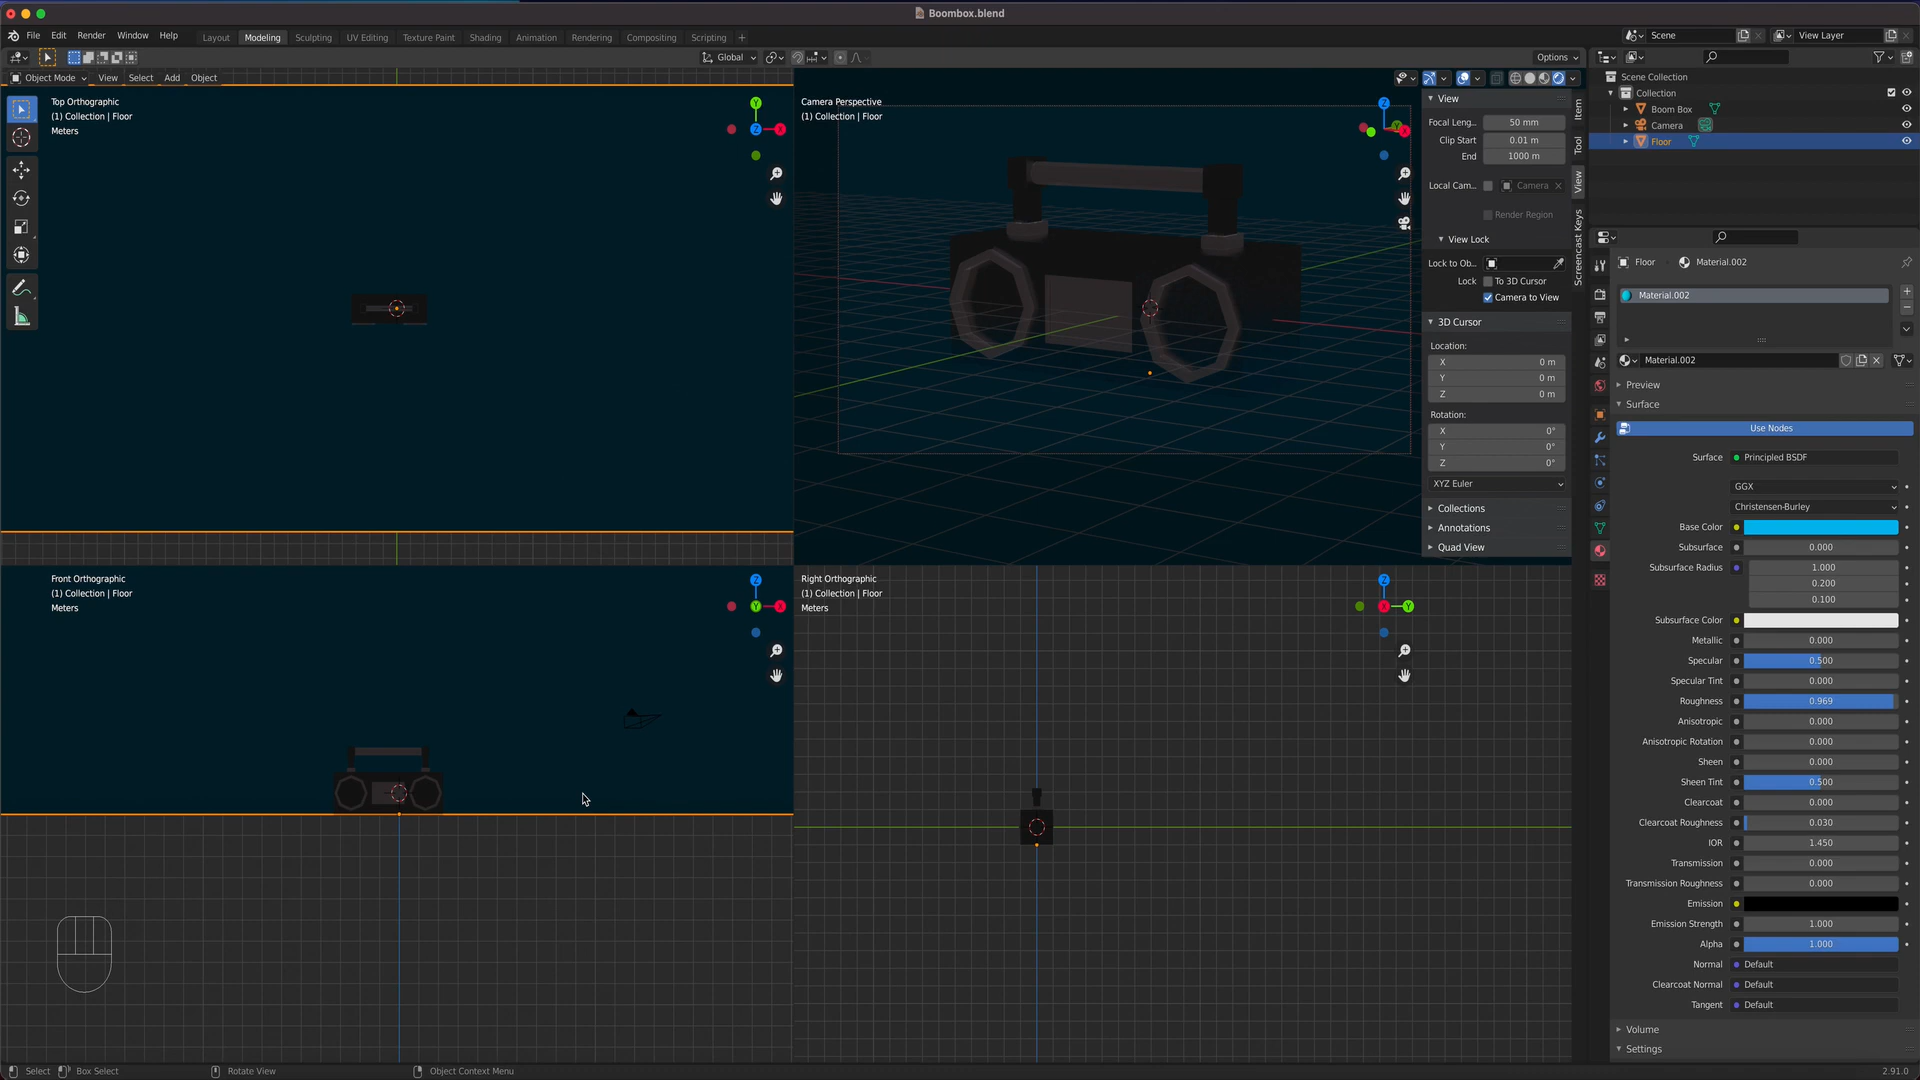 Boombox.blend
File Edit Render Window Help
Layout Modeling Sculpting UV Editing Texture Paint Shading Animation Rendering Compositing Scripting +
Scene View Layer
Global Options
Object Mode View Select Add Object
Top Orthographic
(1) Collection | Floor
Meters
Z Y X
Camera Perspective
(1) Collection | Floor
Z Y X
View
Focal Leng... 50 mm
Clip Start 0.01 m
End 1000 m
Local Cam... Camera
Render Region
View Lock
Lock to Ob...
Lock To 3D Cursor
Camera to View
3D Cursor
Location:
X 0 m
Y 0 m
Z 0 m
Rotation:
X 0°
Y 0°
Z 0°
XYZ Euler
Collections
Annotations
Quad View
Item
Tool
View
Screencast Keys
Front Orthographic
(1) Collection | Floor
Meters
Z Y X
Right Orthographic
(1) Collection | Floor
Meters
Z X Y
Scene Collection
Collection
Boom Box
Camera
Floor
Floor Material.002
Material.002
Material.002
Preview
Surface
Use Nodes
Surface Principled BSDF
GGX
Christensen-Burley
Base Color
Subsurface 0.000
Subsurface Radius 1.000
0.200
0.100
Subsurface Color
Metallic 0.000
Specular 0.500
Specular Tint 0.000
Roughness 0.969
Anisotropic 0.000
Anisotropic Rotation 0.000
Sheen 0.000
Sheen Tint 0.500
Clearcoat 0.000
Clearcoat Roughness 0.030
IOR 1.450
Transmission 0.000
Transmission Roughness 0.000
Emission
Emission Strength 1.000
Alpha 1.000
Normal Default
Clearcoat Normal Default
Tangent Default
Volume
Settings
Select Box Select Rotate View Object Context Menu 2.91.0